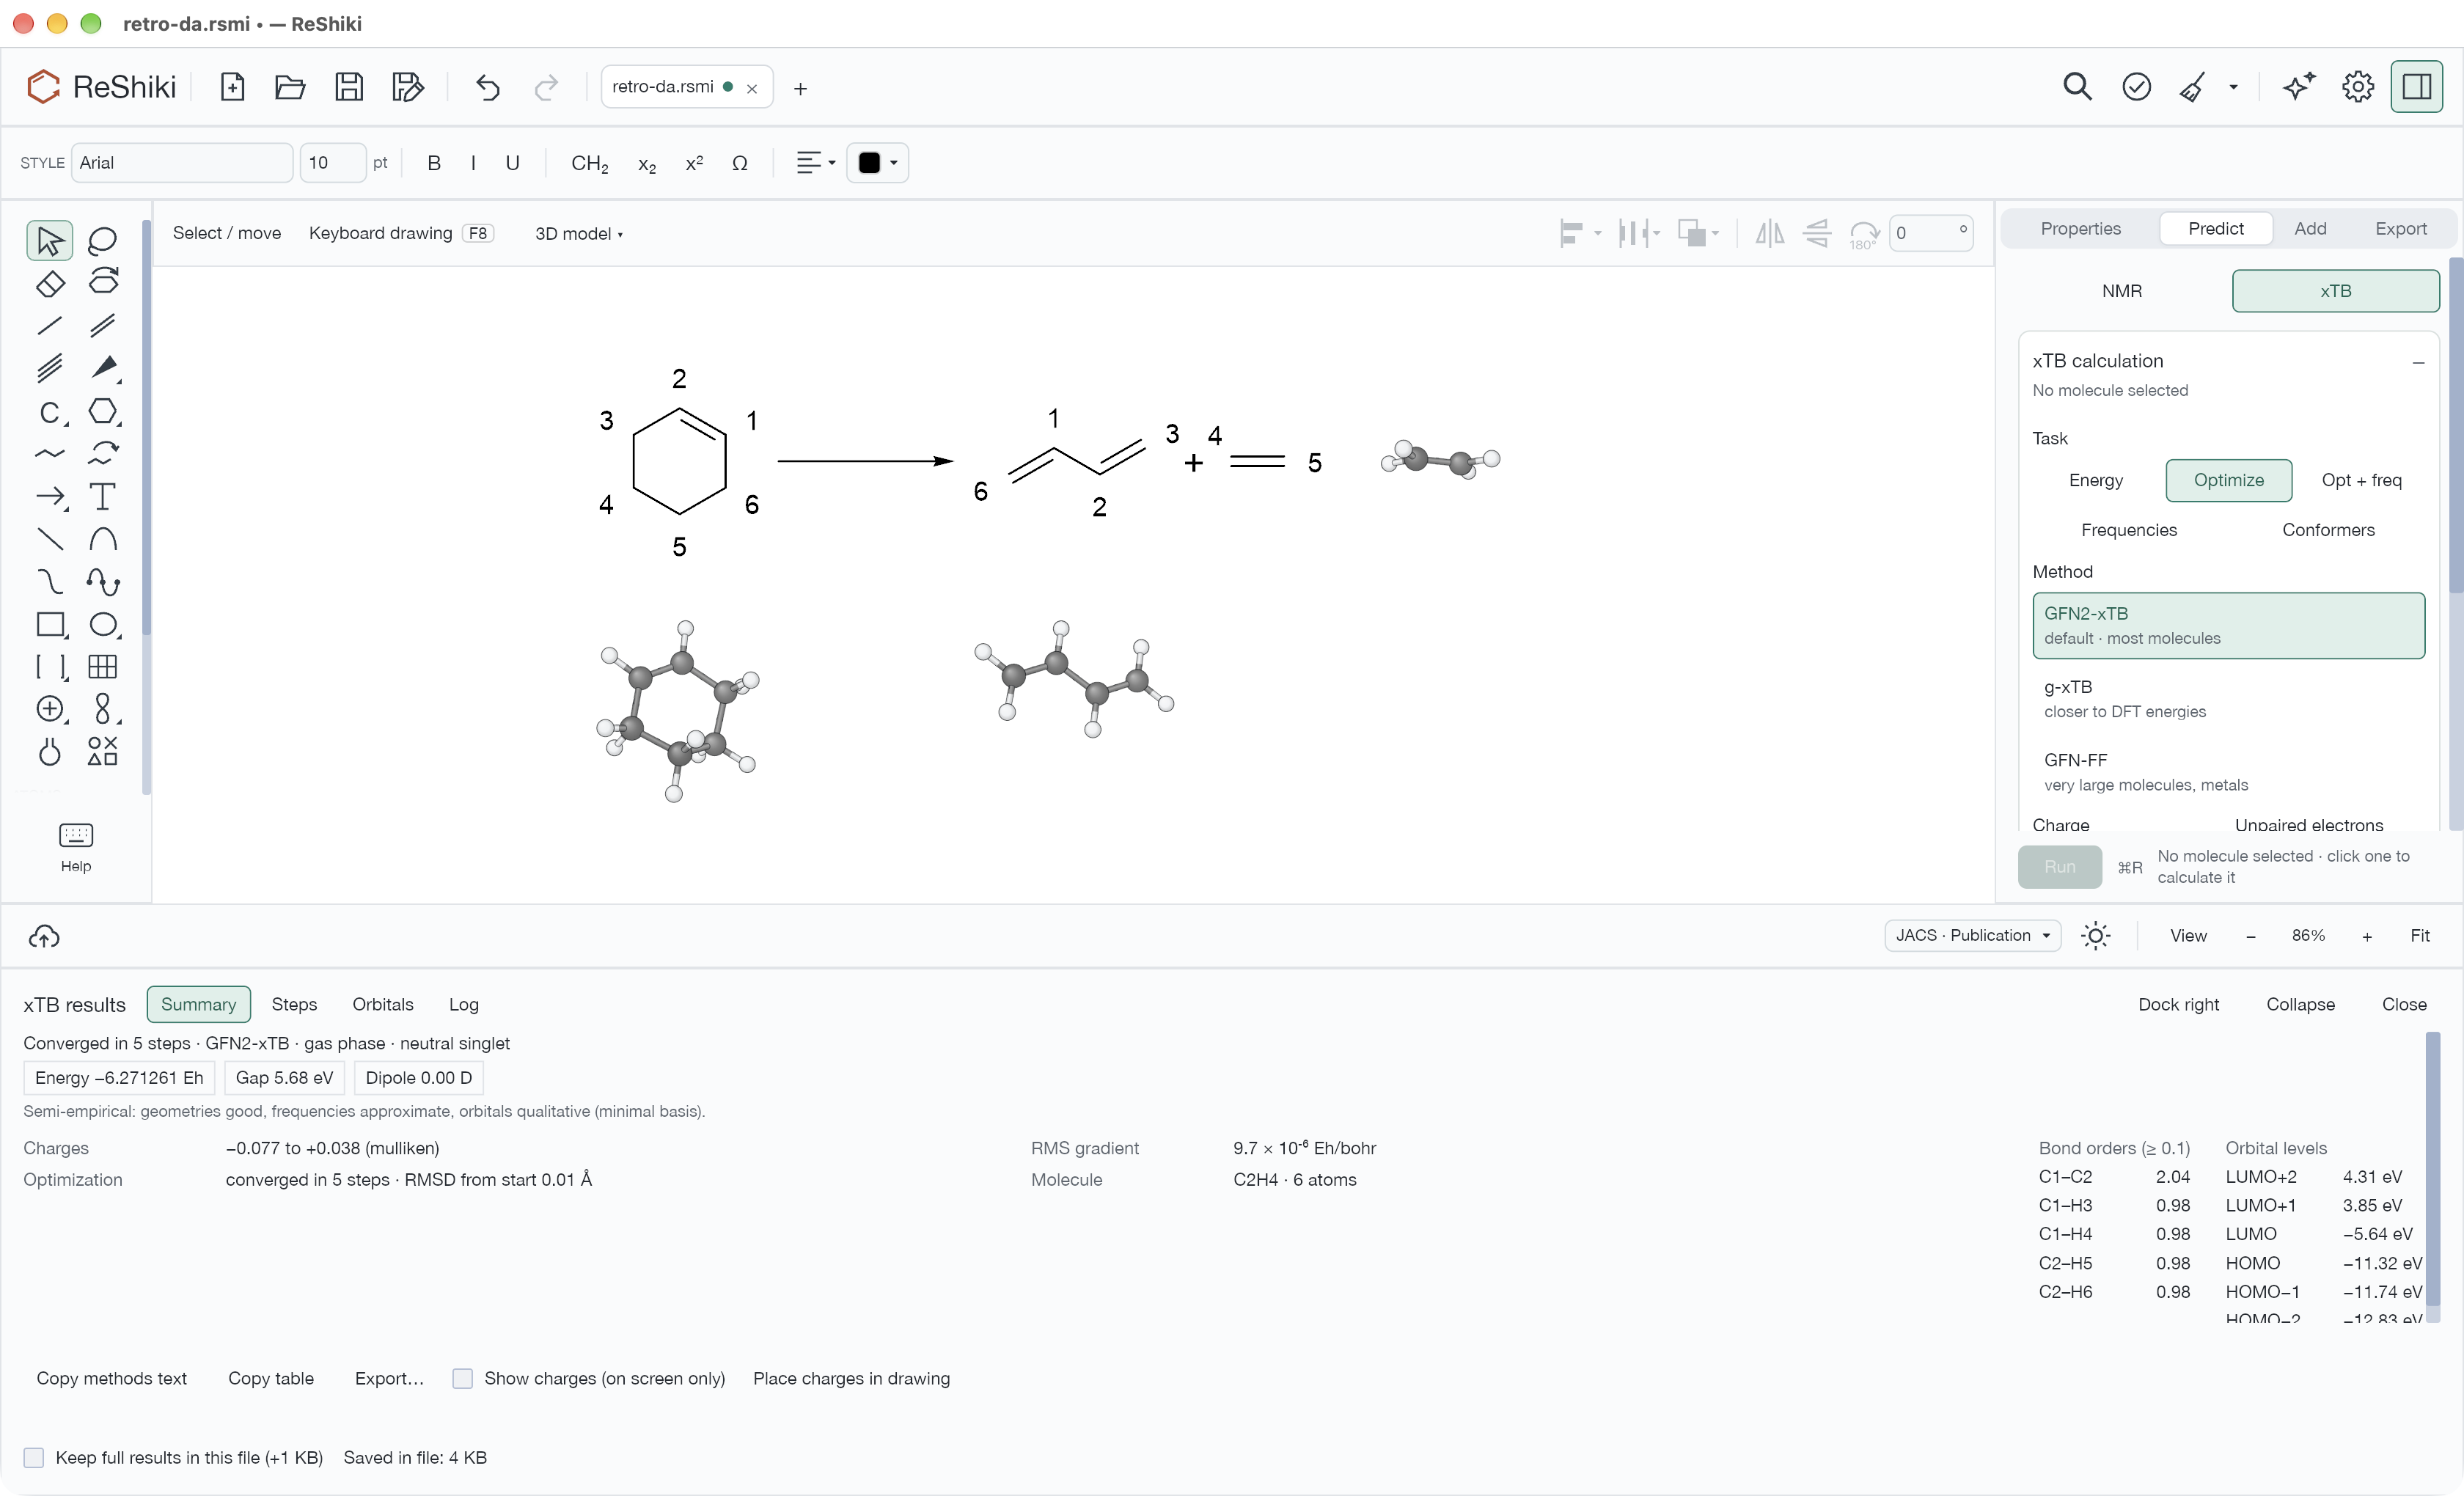 retro-da.rsmi • — ReShiki
ReShiki
retro-da.rsmi
STYLE Arial 10 pt B I U CH₂ x₂ x² Ω
Select / move Keyboard drawing F8 3D model
180° 0 °
Properties Predict Add Export
NMR xTB
xTB calculation
No molecule selected
Task
Energy Optimize Opt + freq
Frequencies Conformers
Method
GFN2-xTB
default · most molecules
g-xTB
closer to DFT energies
GFN-FF
very large molecules, metals
Charge Unpaired electrons
Run ⌘R No molecule selected · click one to
calculate it
C
T
Help
2
3 1
4 6
5
1
3 4
+ 5
6
2
JACS · Publication View − 86% + Fit
xTB results Summary Steps Orbitals Log Dock right Collapse Close
Converged in 5 steps · GFN2-xTB · gas phase · neutral singlet
Energy −6.271261 Eh Gap 5.68 eV Dipole 0.00 D
Semi-empirical: geometries good, frequencies approximate, orbitals qualitative (minimal basis).
Charges −0.077 to +0.038 (mulliken)
Optimization converged in 5 steps · RMSD from start 0.01 Å
RMS gradient 9.7 × 10⁻⁶ Eh/bohr
Molecule C2H4 · 6 atoms
Bond orders (≥ 0.1)
C1–C2 2.04
C1–H3 0.98
C1–H4 0.98
C2–H5 0.98
C2–H6 0.98
Orbital levels
LUMO+2 4.31 eV
LUMO+1 3.85 eV
LUMO −5.64 eV
HOMO −11.32 eV
HOMO−1 −11.74 eV
HOMO−2 −12.83 eV
Copy methods text Copy table Export… Show charges (on screen only) Place charges in drawing
Keep full results in this file (+1 KB) Saved in file: 4 KB